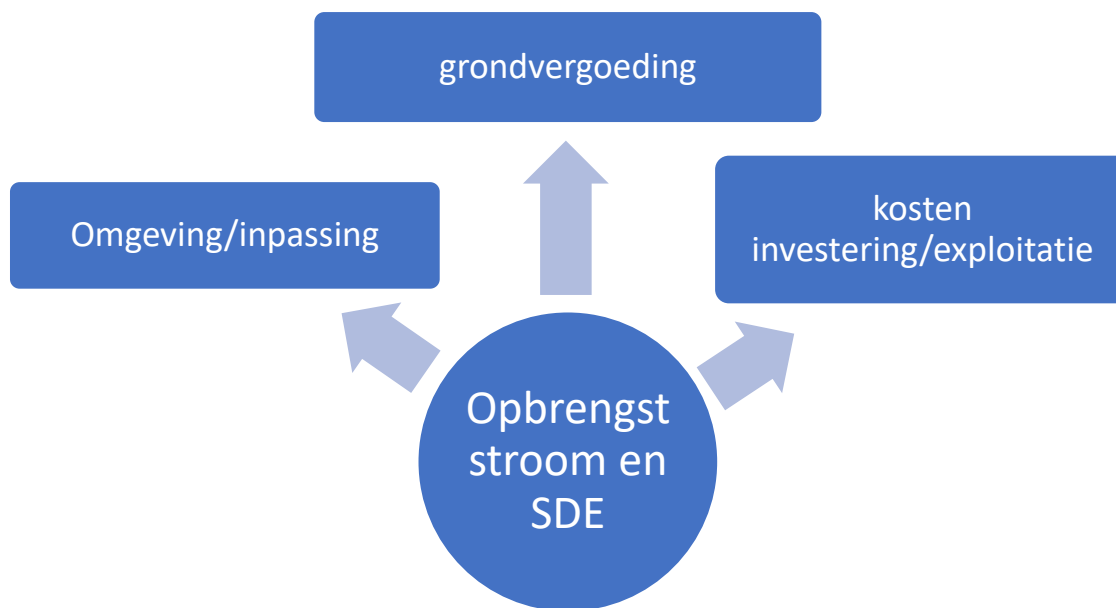 grondvergoeding
Omgeving/inpassing
kosten
investering/exploitatie
Opbrengst
stroom en
SDE